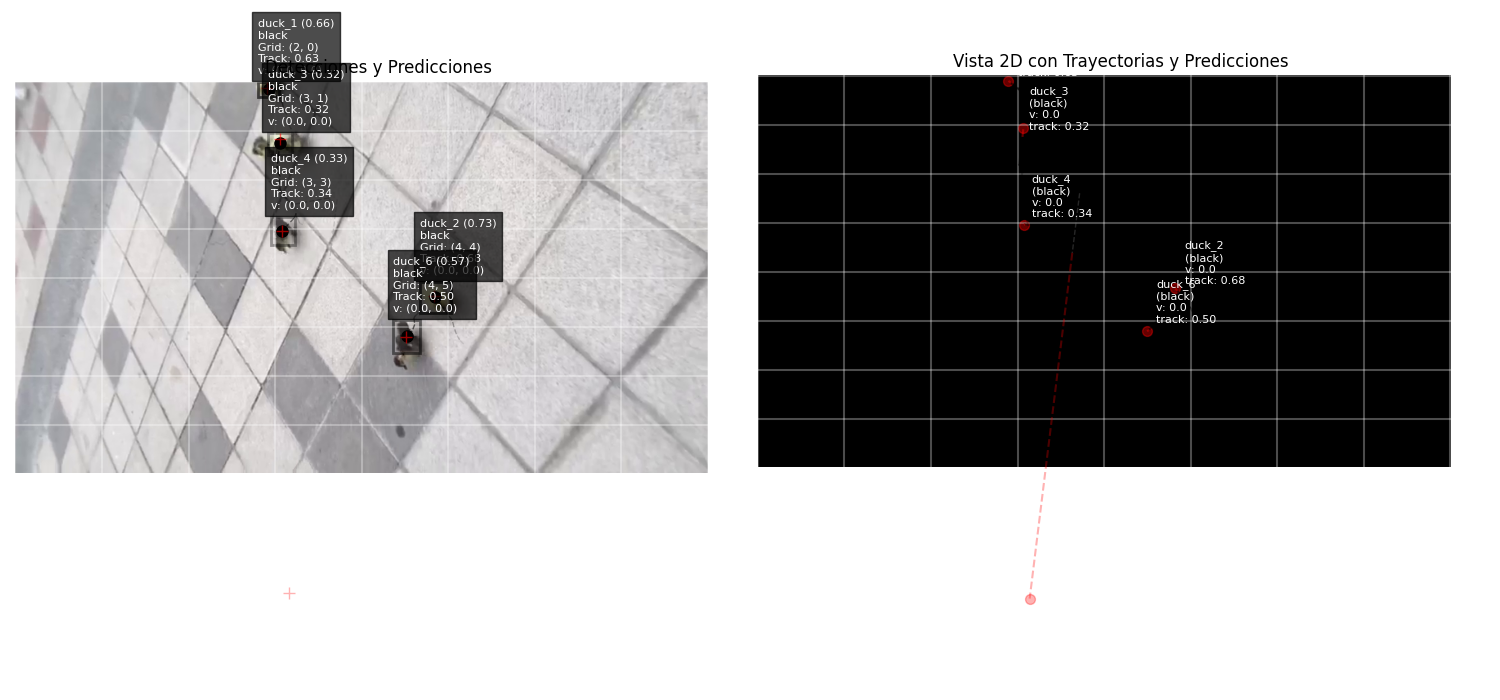 duck_1 (0.66)
black
Grid: (2, 0)
Track: 0.63
nes y Predicciones
duck_3 (0.32)
black
Grid: (3, 1)
Track: 0.32
v: (0.0, 0.0)
duck_4 (0.33)
black
Grid: (3, 3)
Track: 0.34
v: (0.0, 0.0)
duck_2 (0.73)
black
Grid: (4, 4)
v: (0.0, 0.0)
duck_6 (0.57)
black
Grid: (4, 5)
Track: 0.50
v: (0.0, 0.0)
Vista 2D con Trayectorias y Predicciones
duck_3
(black)
v: 0.0
track: 0.32
duck_4
(black)
v: 0.0
track: 0.34
duck_2
(black)
v: 0.0
track: 0.68
duck_6
(black)
v: 0.0
track: 0.50